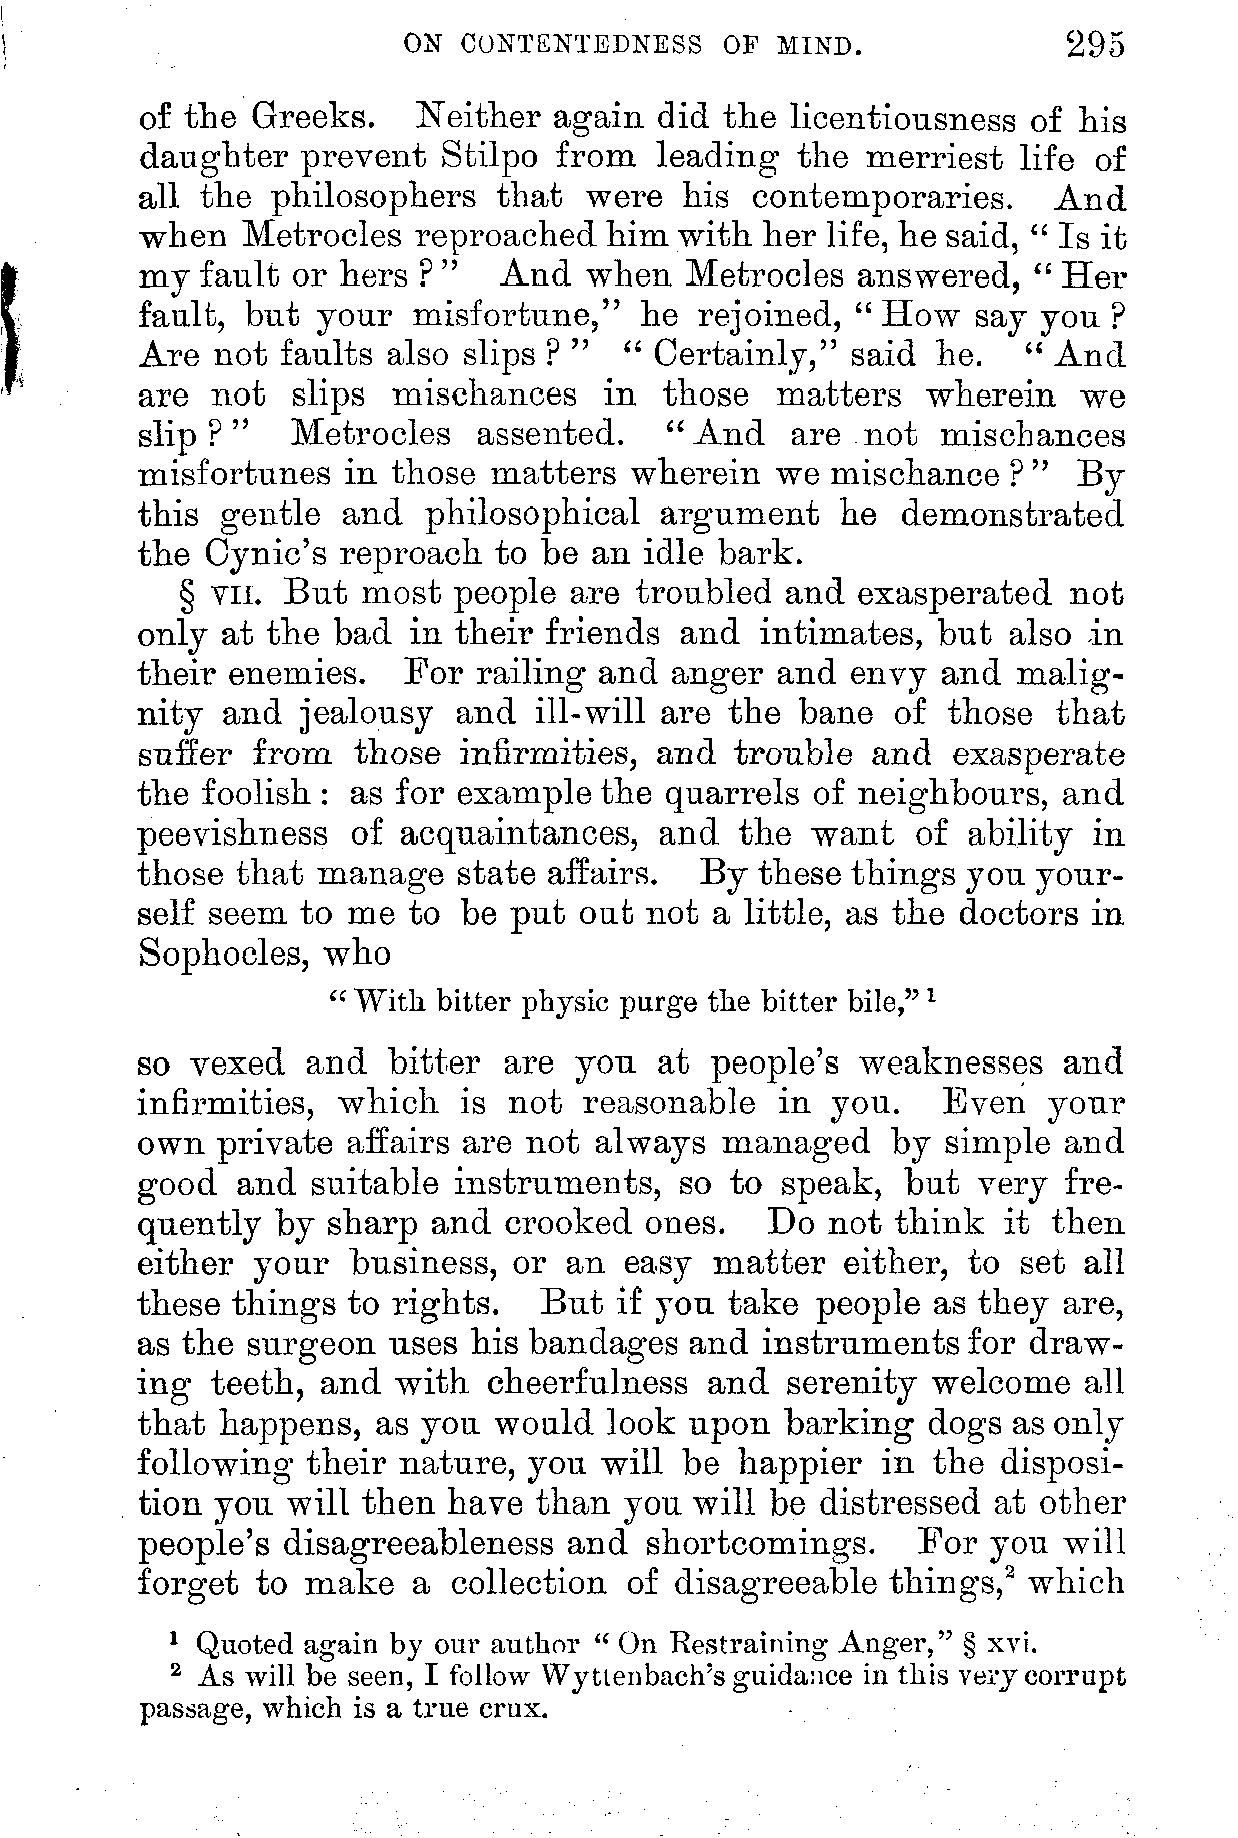 ON CONTENTEDNESS OF MIND. 295
of the Greeks. Neither again did the licentiousness of his
daughter prevent Stilpo from leading the merriest life of
all the philosophers that were his contemporaries. And
when Metrocles reproached him with her life, he said, “ Is it
my fault or hers ? ” And when Metrocles answered, “ Her
fault, but your misfortune,” he rejoined, “ How say you ?
Are not faults also slips ? ” “ Certainly,” said he. “ And
are not slips mischances in those matters wherein we
slip ? ” Metrocles assented. “ And are not mischances
misfortunes in those matters wherein we mischance ? ” By
this gentle and philosophical argument he demonstrated
the Cynic’s reproach to be an idle bark.
§ VII. But most people are troubled and exasperated not
only at the bad in their friends and intimates, but also in
their enemies. For railing and anger and envy and malig-
nity and jealousy and ill-will are the bane of those that
suffer from those infirmities, and trouble and exasperate
the foolish : as for example the quarrels of neighbours, and
peevishness of acquaintances, and the want of ability in
those that manage state affairs. By these things you your-
self seem to me to be put out not a little, as the doctors in
Sophocles, who
“ With bitter physic purge the bitter bile,” ¹
so vexed and bitter are you at people’s weaknesses and
infirmities, which is not reasonable in you. Even your
own private affairs are not always managed by simple and
good and suitable instruments, so to speak, but very fre-
quently by sharp and crooked ones. Do not think it then
either your business, or an easy matter either, to set all
these things to rights. But if you take people as they are,
as the surgeon uses his bandages and instruments for draw-
ing teeth, and with cheerfulness and serenity welcome all
that happens, as you would look upon barking dogs as only
following their nature, you will be happier in the disposi-
tion you will then have than you will be distressed at other
people’s disagreeableness and shortcomings. For you will
forget to make a collection of disagreeable things,² which
¹ Quoted again by our author “ On Restraining Anger,” § xvi.
² As will be seen, I follow Wyttenbach’s guidance in this very corrupt
passage, which is a true crux.